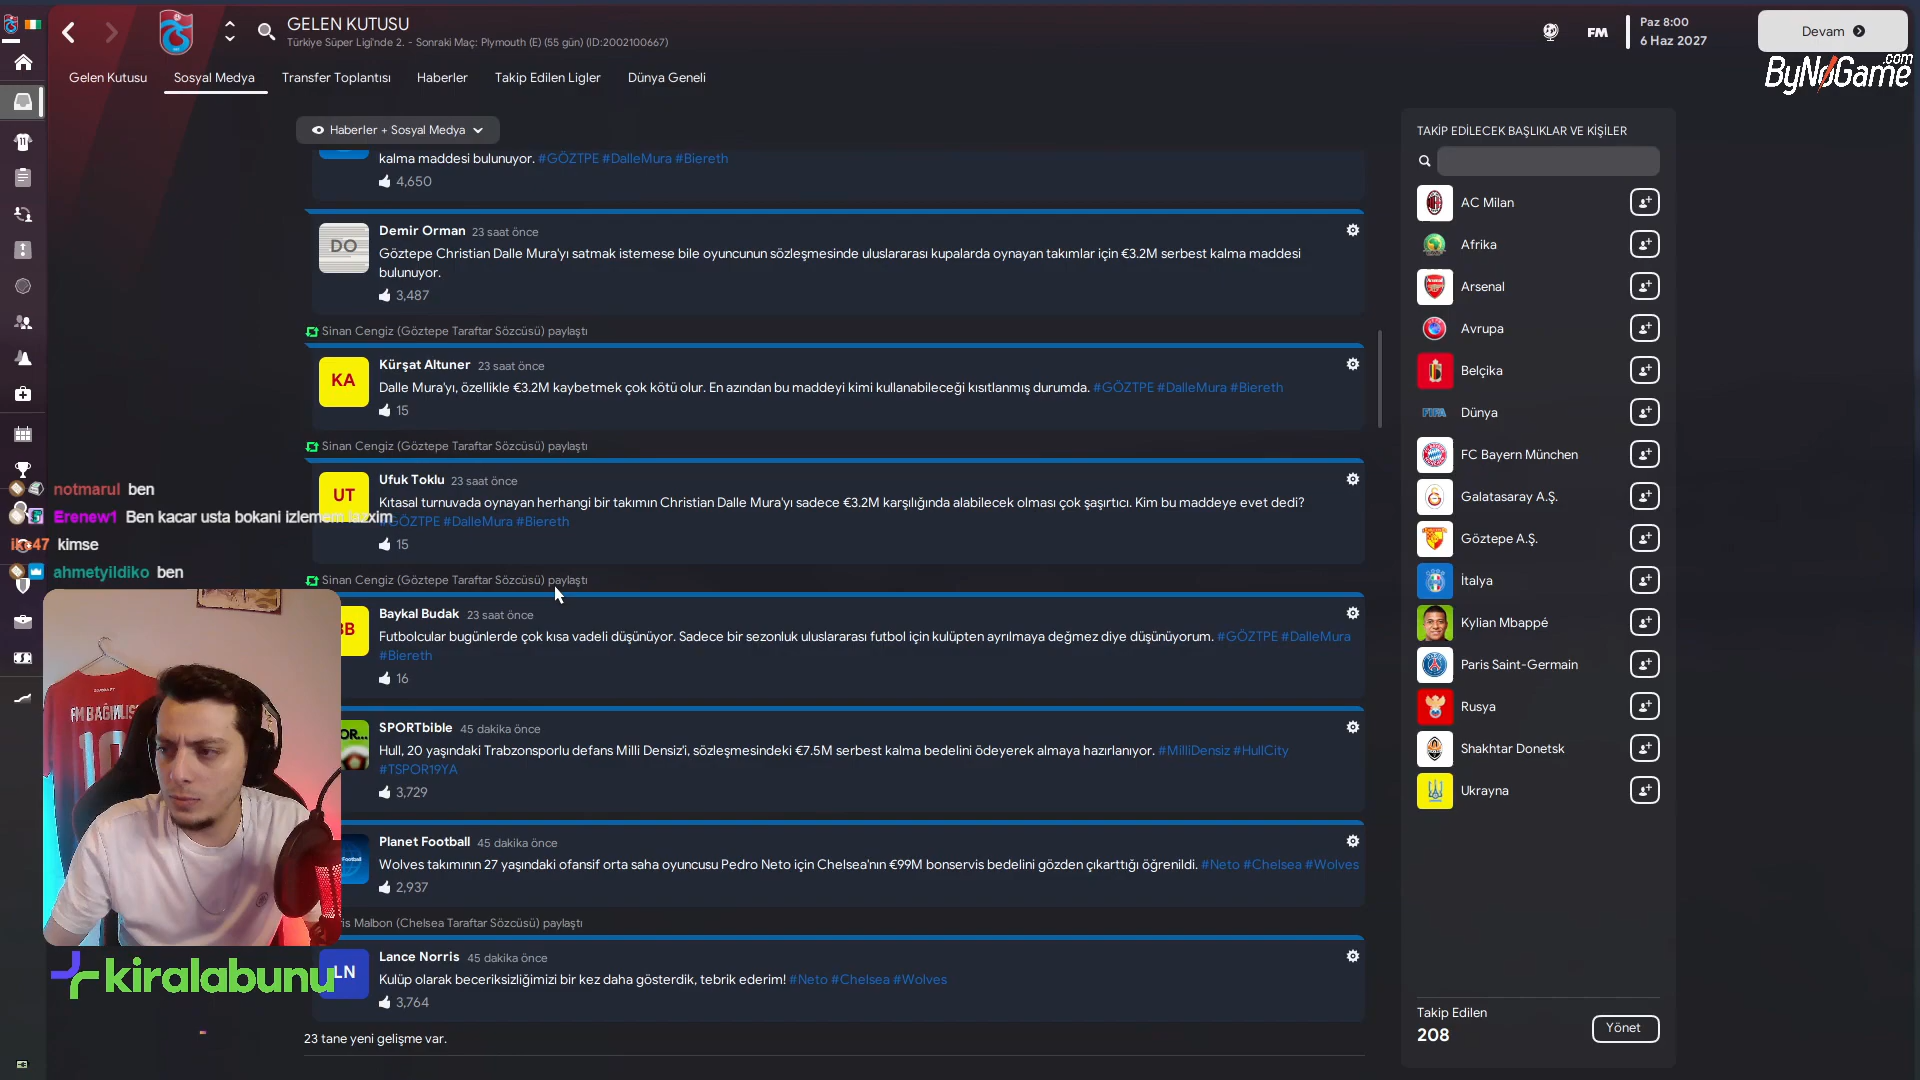 GELEN KUTUSU
Türkiye Süper Ligi'nde 2. - Sonraki Maç: Plymouth (E) (55 gün) (ID:2002100667)
FM
Paz 8:00
6 Haz 2027
Devam
ByNoGame.com
Gelen Kutusu
Sosyal Medya
Transfer Toplantısı
Haberler
Takip Edilen Ligler
Dünya Geneli
Haberler + Sosyal Medya
kalma maddesi bulunuyor. #GÖZTPE #DalleMura #Biereth
4,650
DO
Demir Orman 23 saat önce
Göztepe Christian Dalle Mura'yı satmak istemese bile oyuncunun sözleşmesinde uluslararası kupalarda oynayan takımlar için €3.2M serbest kalma maddesi
bulunuyor.
3,487
Sinan Cengiz (Göztepe Taraftar Sözcüsü) paylaştı
KA
Kürşat Altuner 23 saat önce
Dalle Mura'yı, özellikle €3.2M kaybetmek çok kötü olur. En azından bu maddeyi kimi kullanabileceği kısıtlanmış durumda. #GÖZTPE #DalleMura #Biereth
15
Sinan Cengiz (Göztepe Taraftar Sözcüsü) paylaştı
UT
Ufuk Toklu 23 saat önce
Kıtasal turnuvada oynayan herhangi bir takımın Christian Dalle Mura'yı sadece €3.2M karşılığında alabilecek olması çok şaşırtıcı. Kim bu maddeye evet dedi?
#GÖZTPE #DalleMura #Biereth
15
Sinan Cengiz (Göztepe Taraftar Sözcüsü) paylaştı
BB
Baykal Budak 23 saat önce
Futbolcular bugünlerde çok kısa vadeli düşünüyor. Sadece bir sezonluk uluslararası futbol için kulüpten ayrılmaya değmez diye düşünüyorum. #GÖZTPE #DalleMura
#Biereth
16
SPORtbible 45 dakika önce
Hull, 20 yaşındaki Trabzonsporlu defans Milli Densiz'i, sözleşmesindeki €7.5M serbest kalma bedelini ödeyerek almaya hazırlanıyor. #MilliDensiz #HullCity
#TSPOR19YA
3,729
Planet Football 45 dakika önce
Wolves takımının 27 yaşındaki ofansif orta saha oyuncusu Pedro Neto için Chelsea'nın €99M bonservis bedelini gözden çıkarttığı öğrenildi. #Neto #Chelsea #Wolves
2,937
is Malbon (Chelsea Taraftar Sözcüsü) paylaştı
LN
Lance Norris 45 dakika önce
Kulüp olarak beceriksizliğimizi bir kez daha gösterdik, tebrik ederim! #Neto #Chelsea #Wolves
3,764
23 tane yeni gelişme var.
TAKİP EDİLECEK BAŞLIKLAR VE KİŞİLER
AC Milan
Afrika
Arsenal
Avrupa
Belçika
FIFA
Dünya
FC Bayern München
Galatasaray A.Ş.
Göztepe A.Ş.
İtalya
Kylian Mbappé
Paris Saint-Germain
Rusya
Shakhtar Donetsk
Ukrayna
Takip Edilen
208
Yönet
notmarul ben
Erenew1 Ben kacar usta bokani izlemem lazxim
ike47 kimse
ahmetyildiko ben
FM BAĞIMLIS
10
kiralabunu